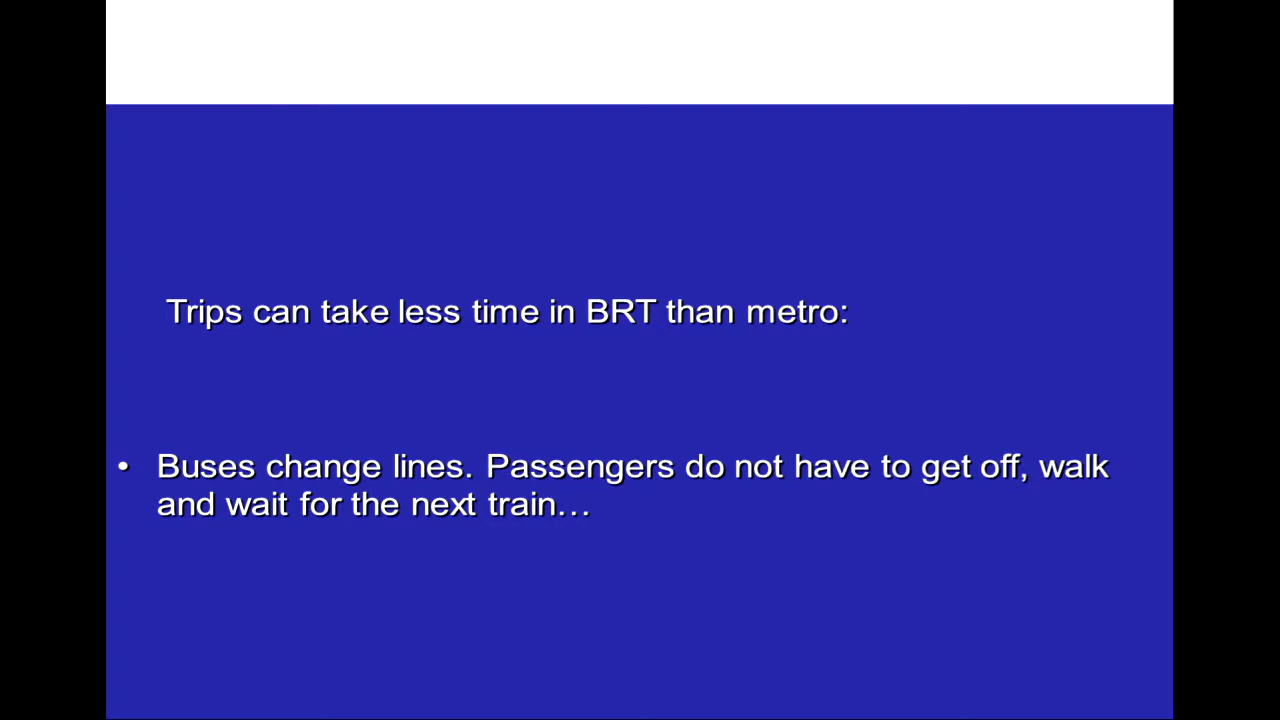 Trips can take less time in BRT than metro:
• Buses change lines. Passengers do not have to get off, walk
and wait for the next train…